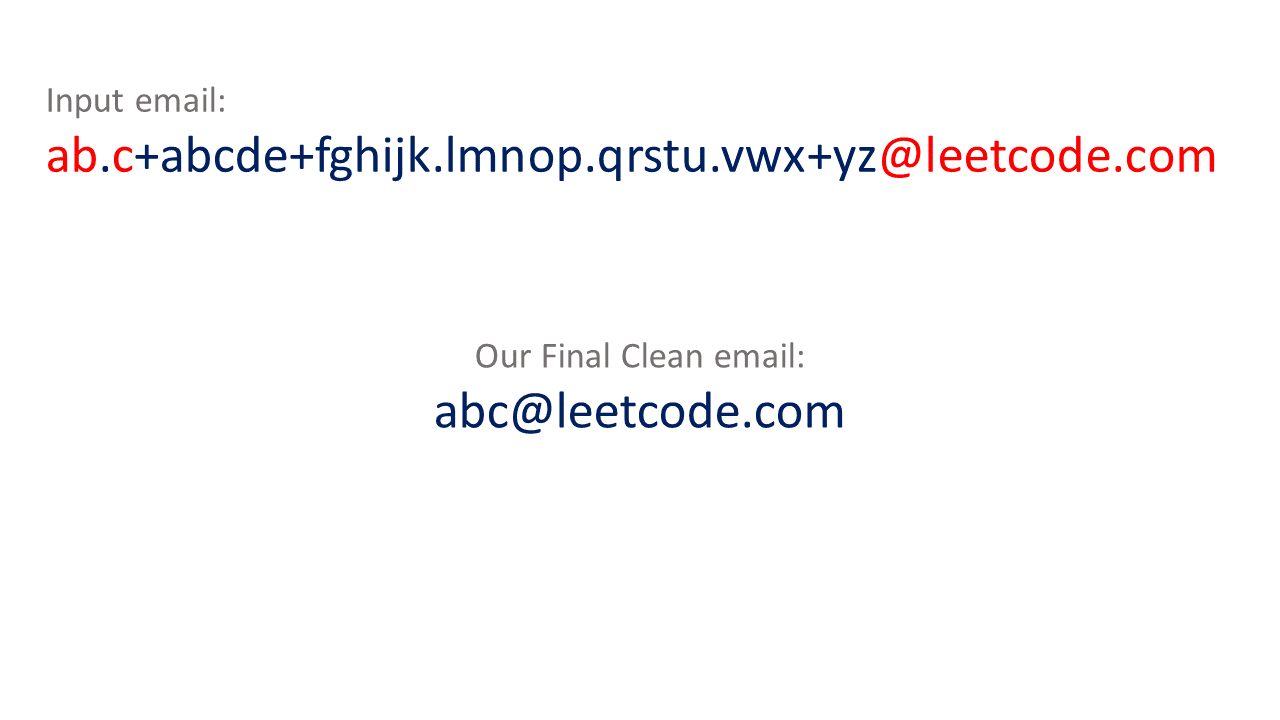 Input email:
ab.c+abcde+fghijk.lmnop.qrstu.vwx+yz@leetcode.com
Our Final Clean email:
abc@leetcode.com